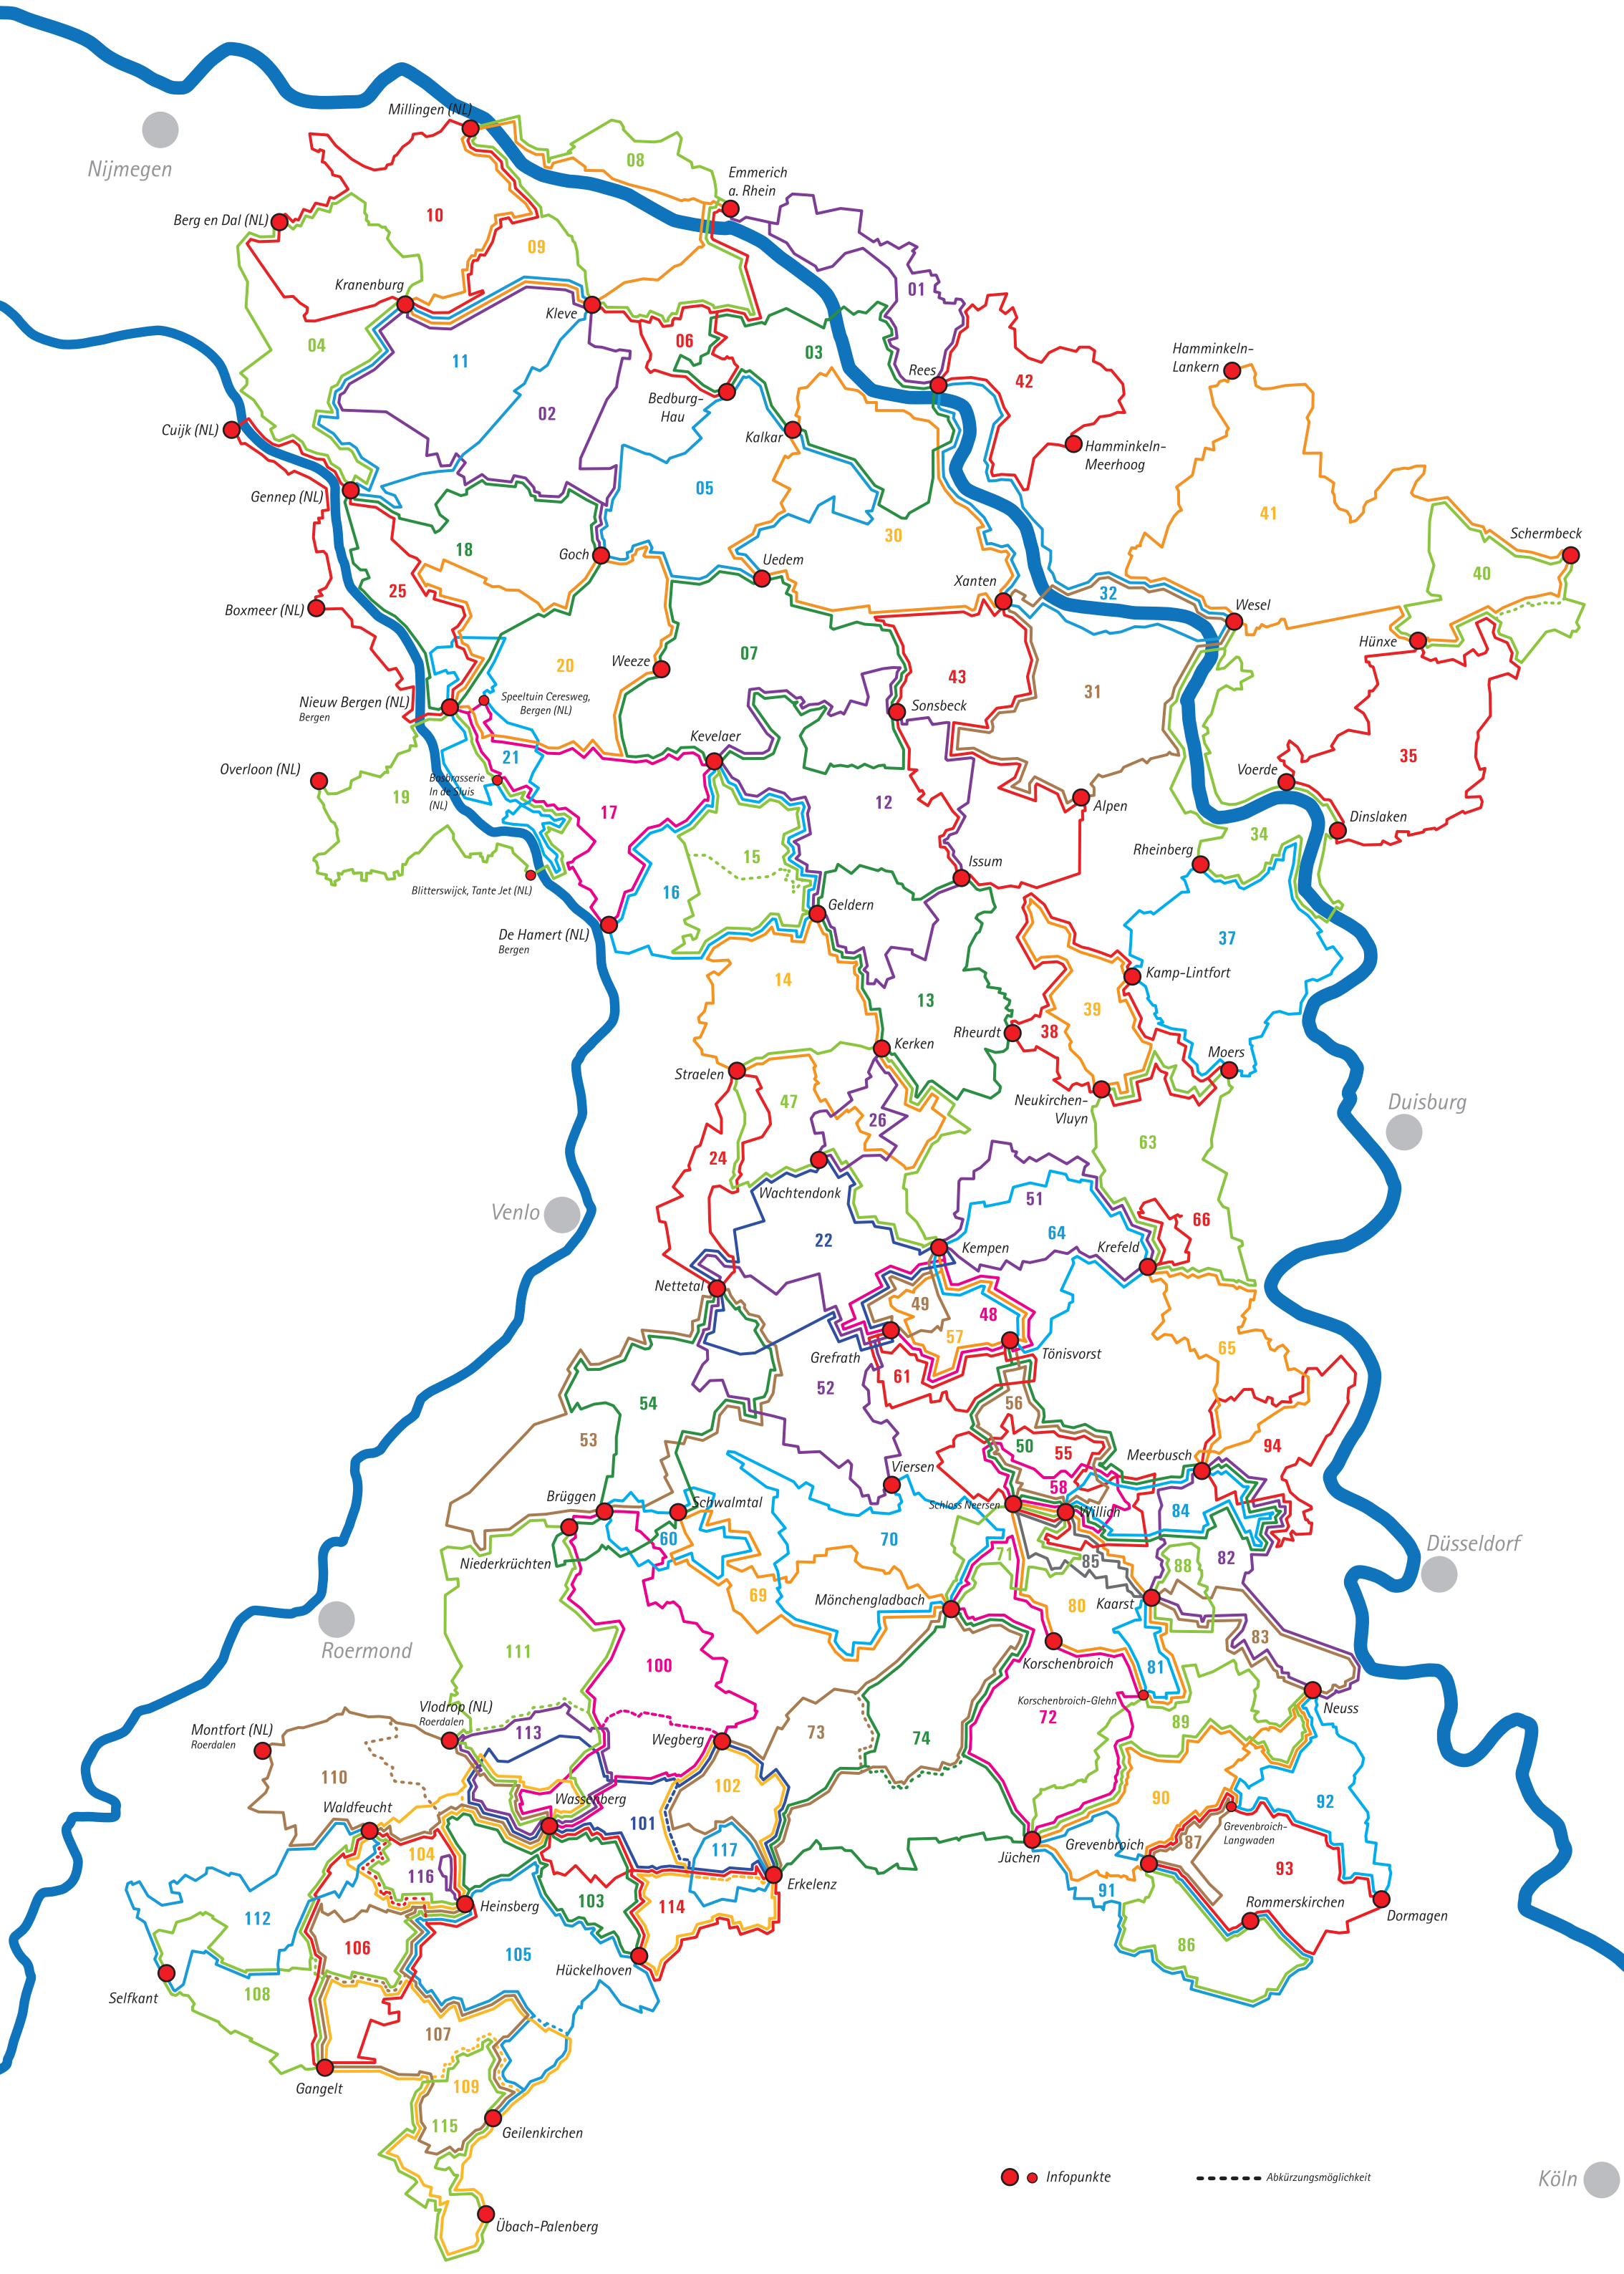 Millingen (NL)
Nijmegen
08
Emmerich
a. Rhein
Berg en Dal (NL)
10
09
Kranenburg
01
Kleve
04
11
06
03
Hamminkeln-
Lankern
Rees
42
Bedburg-
Hau
02
Cuijk (NL)
Kalkar
Hamminkeln-
Meerhoog
Gennep (NL)
05
41
30
Schermbeck
18
Goch
Uedem
40
25
Xanten
32
Boxmeer (NL)
Wesel
Hünxe
20
Weeze
07
43
31
Nieuw Bergen (NL)
Bergen
Speeltuin Ceresweg,
Bergen (NL)
Sonsbeck
Kevelaer
21
35
Overloon (NL)
19
Bosbrasserie
In de Sluis
(NL)
Voerde
17
12
Alpen
Dinslaken
34
15
Rheinberg
Issum
Blitterswijck, Tante Jet (NL)
16
Geldern
De Hamert (NL)
Bergen
37
14
Kamp-Lintfort
13
39
Rheurdt
38
Kerken
Moers
Straelen
47
Neukirchen-
Vluyn
Duisburg
26
63
24
Wachtendonk
51
66
Venlo
22
64
Kempen
Krefeld
Nettetal
49
48
57
65
Grefrath
Tönisvorst
61
52
54
56
53
50
55
Meerbusch
94
Viersen
58
Brüggen
Schwalmtal
Schloss Neersen
Willich
84
60
70
Düsseldorf
Niederkrüchten
71
85
88
82
69
Mönchengladbach
80
Kaarst
Roermond
111
83
100
Korschenbroich
81
Vlodrop (NL)
Roerdalen
Korschenbroich-Glehn
Neuss
Montfort (NL)
Roerdalen
113
Wegberg
73
74
72
89
110
102
90
Wassenberg
Waldfeucht
101
92
Grevenbroich-
Langwaden
104
117
Grevenbroich
87
116
Jüchen
93
Erkelenz
Heinsberg
103
114
91
Rommerskirchen
Dormagen
112
106
105
86
Hückelhoven
Selfkant
108
107
Gangelt
109
115
Geilenkirchen
Infopunkte
Abkürzungsmöglichkeit
Köln
Übach-Palenberg